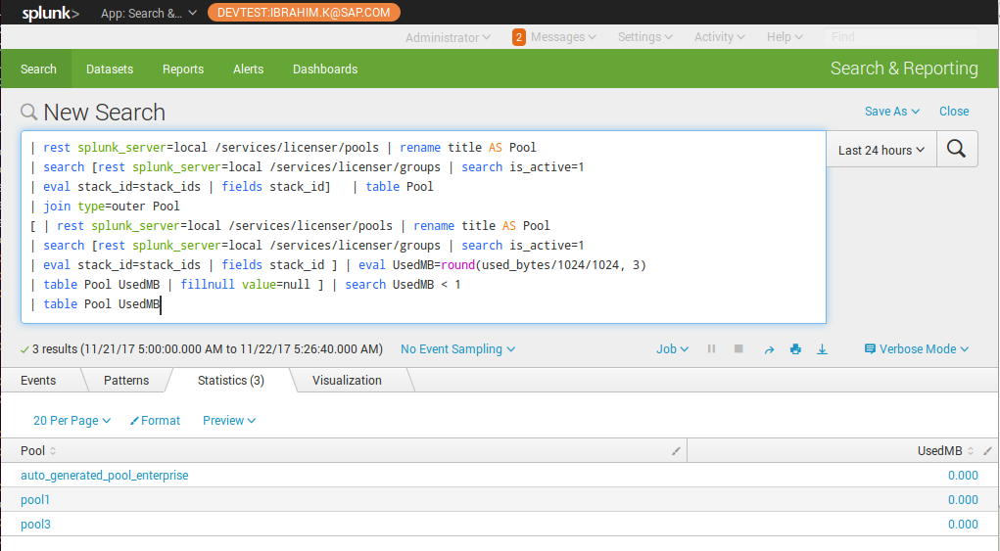 splunk> App: Search &... DEVTEST:IBRAHIM.K@SAP.COM
Administrator 2 Messages Settings Activity Help Find
Search Datasets Reports Alerts Dashboards Search & Reporting
New Search Save As Close
| rest splunk_server=local /services/licenser/pools | rename title AS Pool
| search [rest splunk_server=local /services/licenser/groups | search is_active=1
| eval stack_id=stack_ids | fields stack_id]   | table Pool
| join type=outer Pool
[ | rest splunk_server=local /services/licenser/pools | rename title AS Pool
| search [rest splunk_server=local /services/licenser/groups | search is_active=1
| eval stack_id=stack_ids | fields stack_id ] | eval UsedMB=round(used_bytes/1024/1024, 3)
| table Pool UsedMB | fillnull value=null ] | search UsedMB < 1
| table Pool UsedMB
Last 24 hours
3 results (11/21/17 5:00:00.000 AM to 11/22/17 5:26:40.000 AM) No Event Sampling Job Verbose Mode
Events Patterns Statistics (3) Visualization
20 Per Page Format Preview
Pool UsedMB
auto_generated_pool_enterprise 0.000
pool1 0.000
pool3 0.000